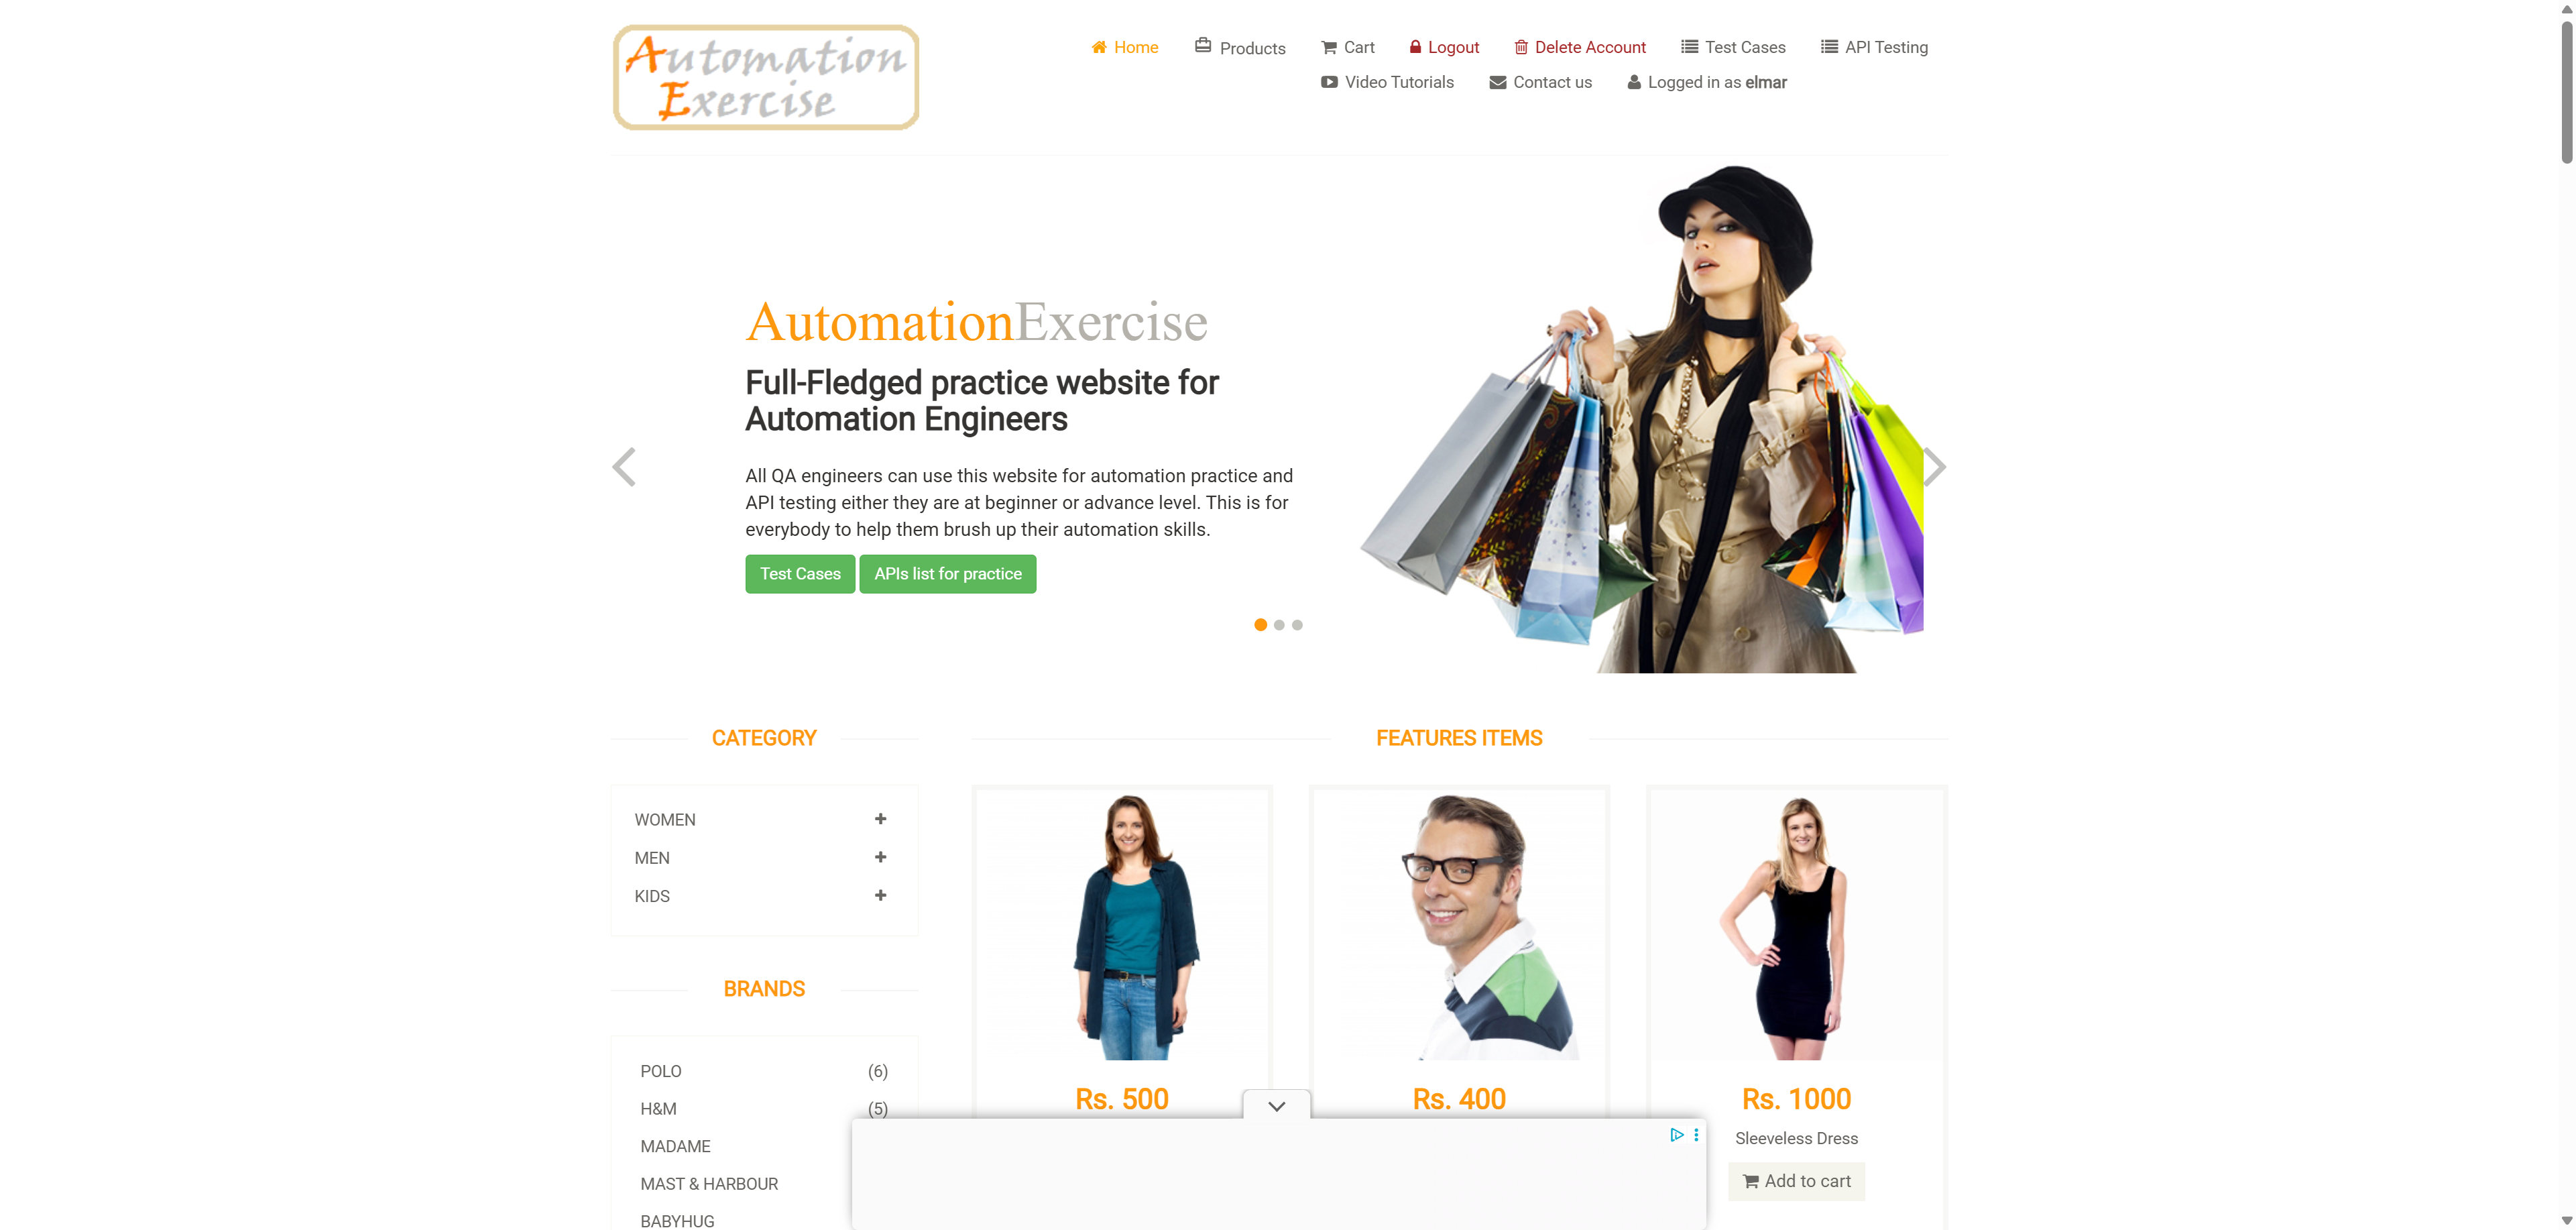 Automation
Exercise
Home
Products
Cart
Logout
Delete Account
Test Cases
API Testing
Video Tutorials
Contact us
Logged in as elmar
AutomationExercise
Full-Fledged practice website for
Automation Engineers
All QA engineers can use this website for automation practice and
API testing either they are at beginner or advance level. This is for
everybody to help them brush up their automation skills.
Test Cases
APIs list for practice
CATEGORY
WOMEN
MEN
KIDS
BRANDS
POLO (6)
H&M (5)
MADAME
MAST & HARBOUR
BABYHUG
FEATURES ITEMS
Rs. 500
Rs. 400
Rs. 1000
Sleeveless Dress
Add to cart